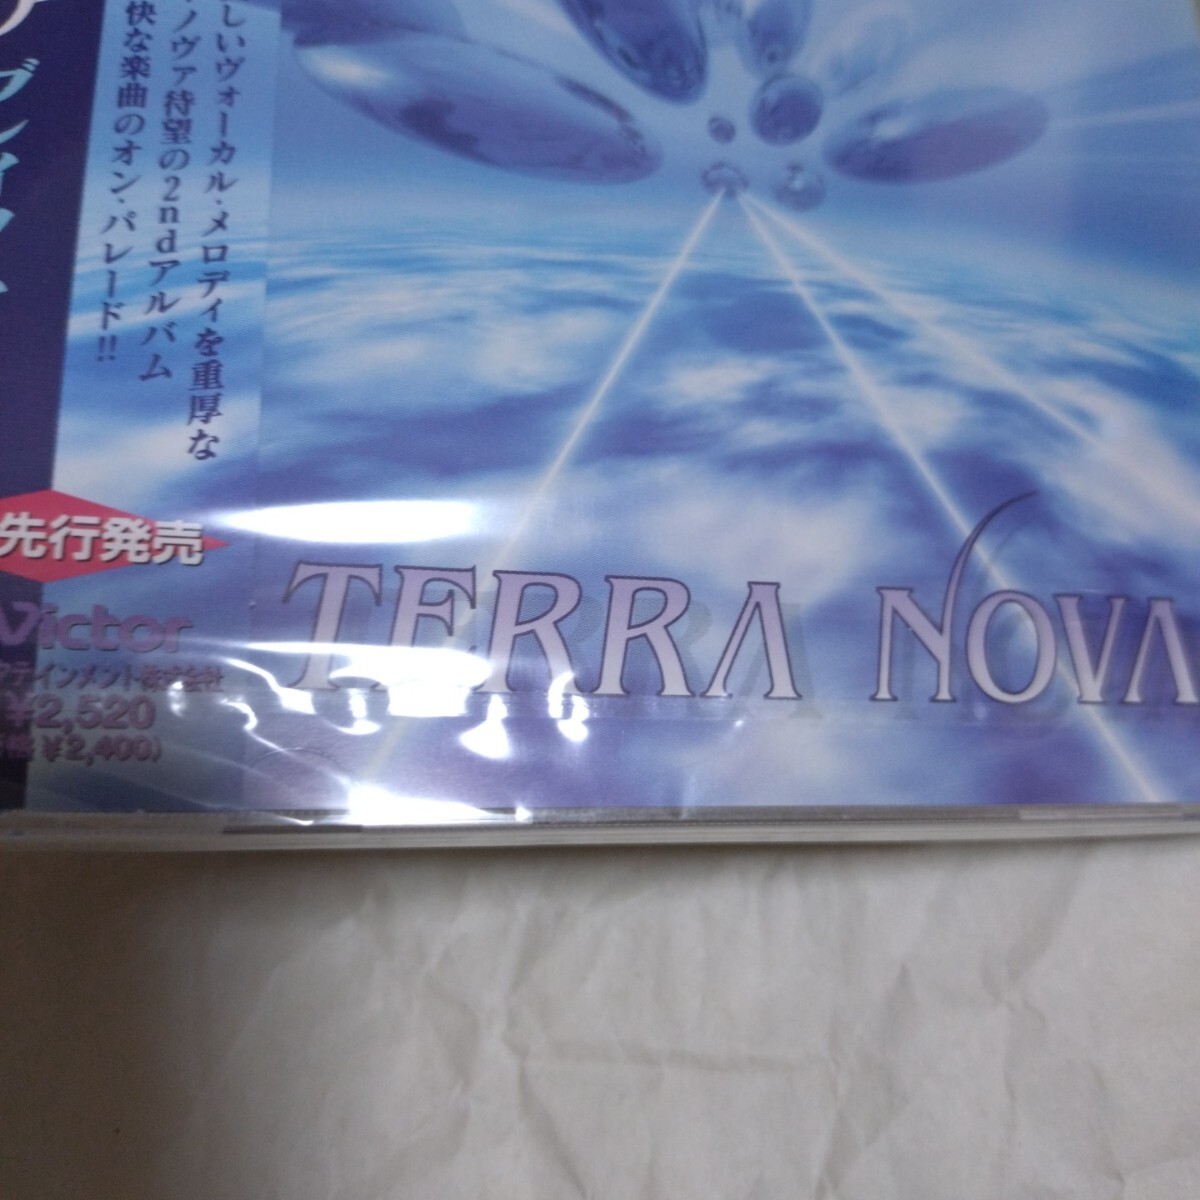 しいヴォーカル・メロディを重厚な
ノヴァ待望の2ndアルバム
快な楽曲のオン・パレード!!
先行発売
Victor
テインメント株式会社
¥2,520
¥2,400)
TERRA NOVA